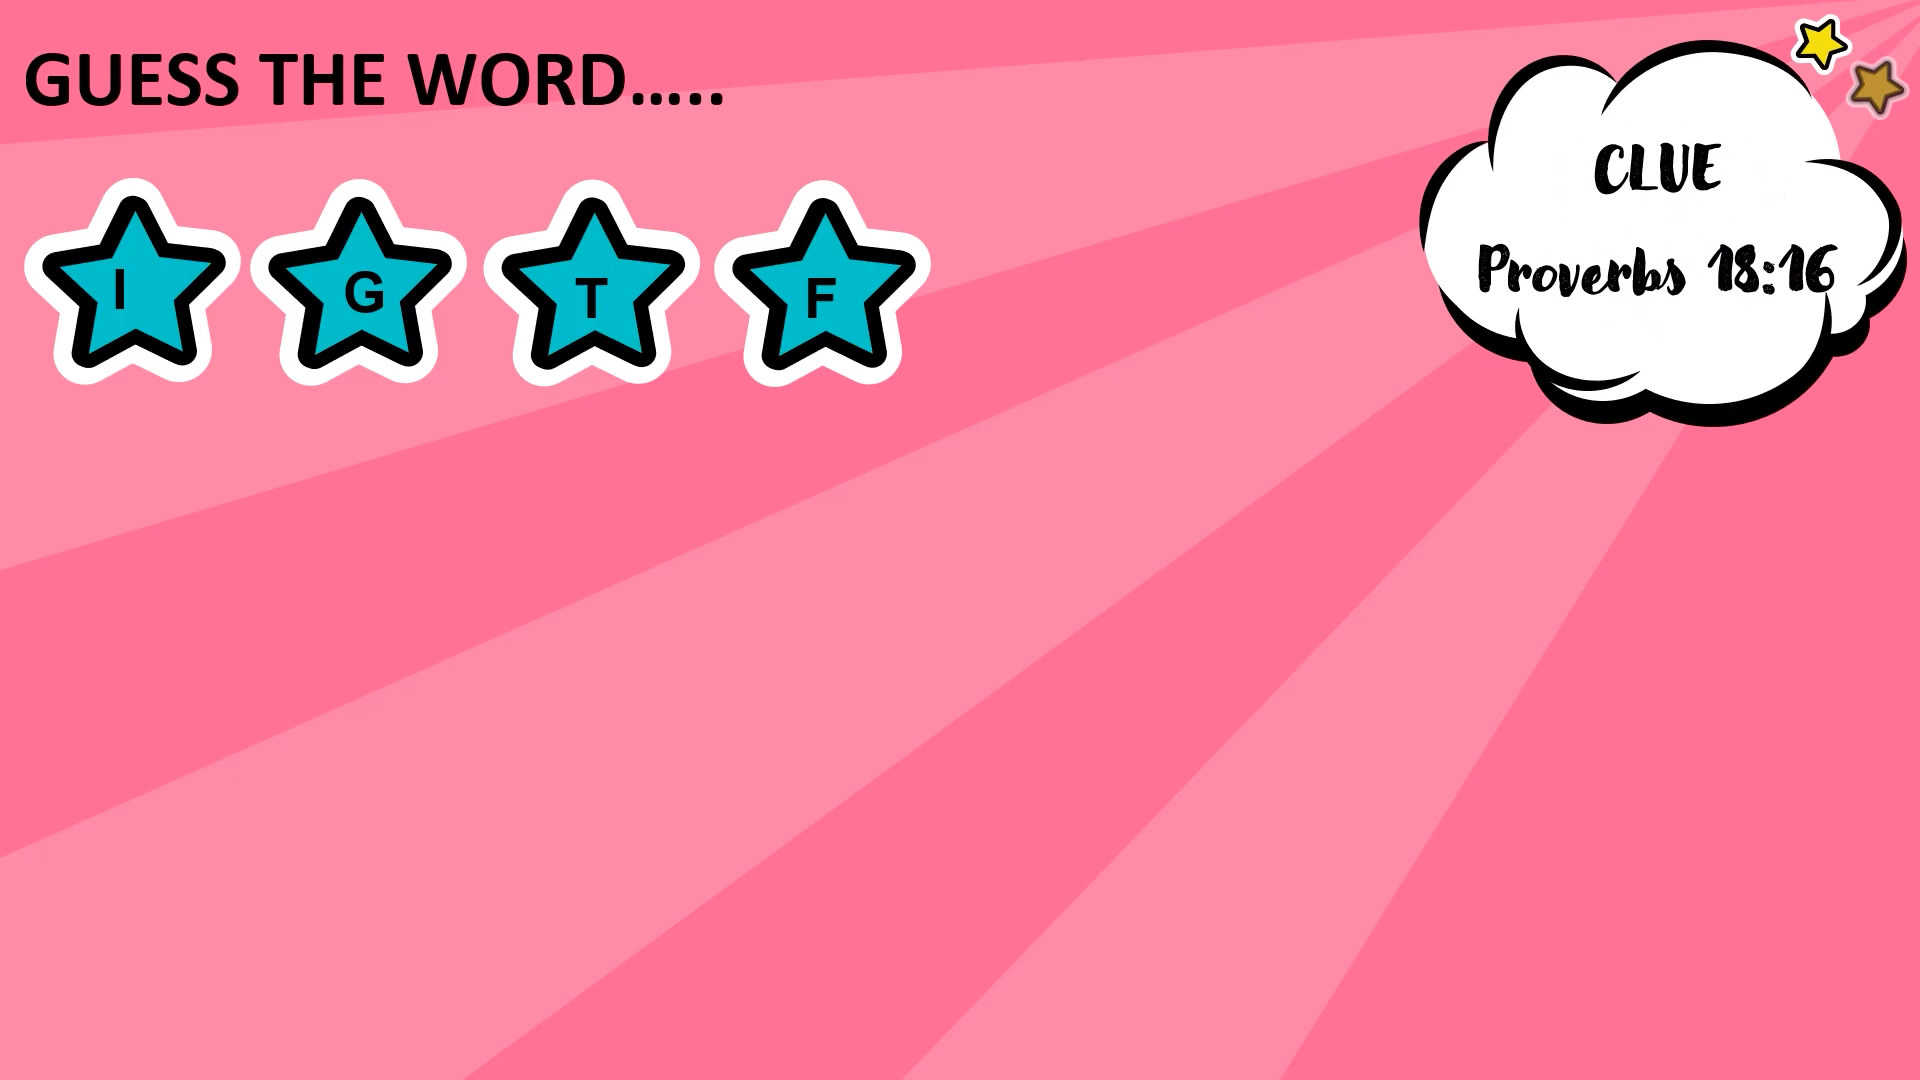 GUESS THE WORD.....
I G T F
CLUE
Proverbs 18:16